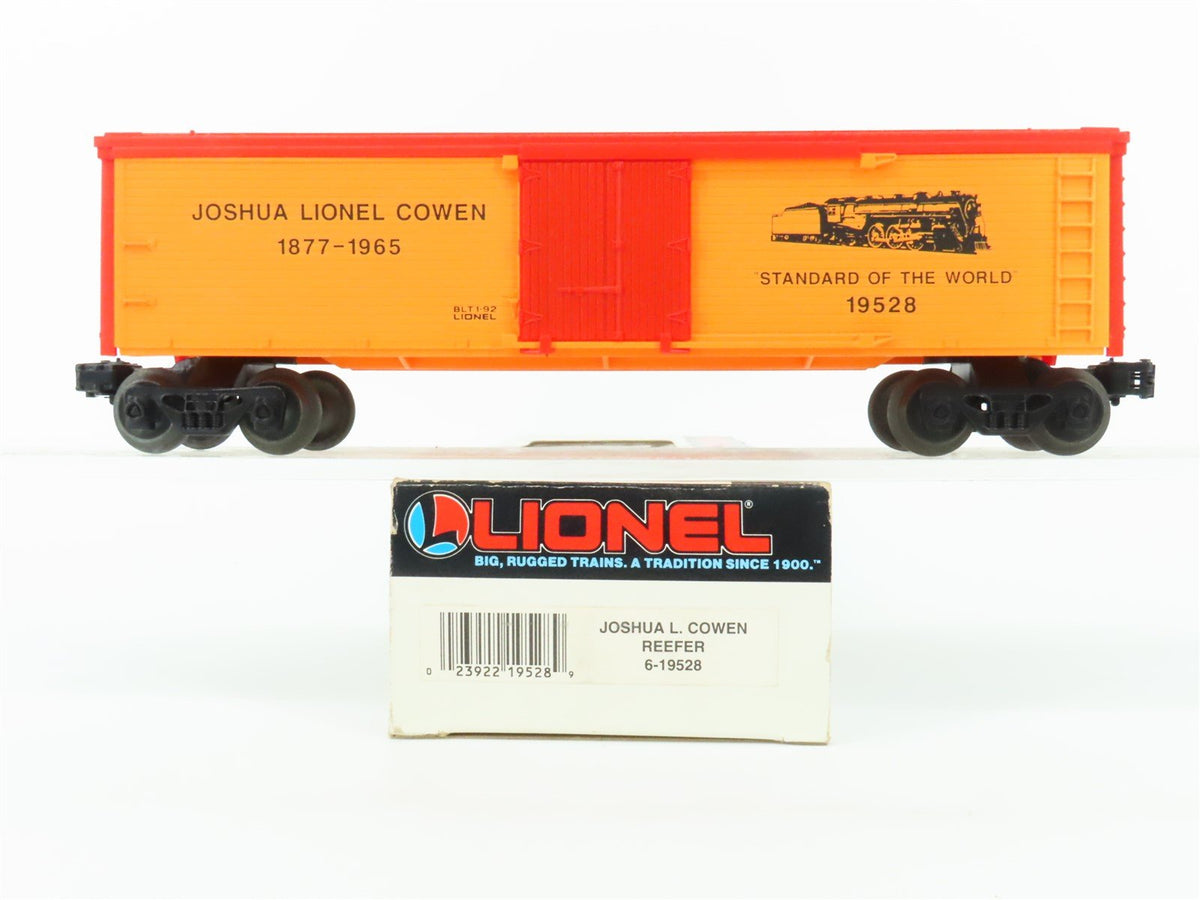 JOSHUA LIONEL COWEN
1877-1965
BLT 1-92
LIONEL
"STANDARD OF THE WORLD"
19528
LIONEL®
BIG, RUGGED TRAINS. A TRADITION SINCE 1900.™
0 23922 19528 9
JOSHUA L. COWEN
REEFER
6-19528